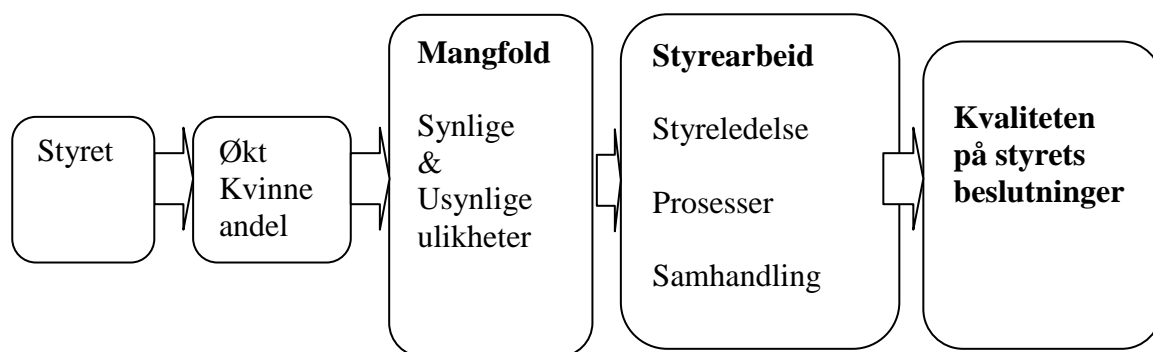 Styret
Økt
Kvinne
andel
Mangfold
Synlige
&
Usynlige
ulikheter
Styrearbeid
Styreledelse
Prosesser
Samhandling
Kvaliteten
på styrets
beslutninger